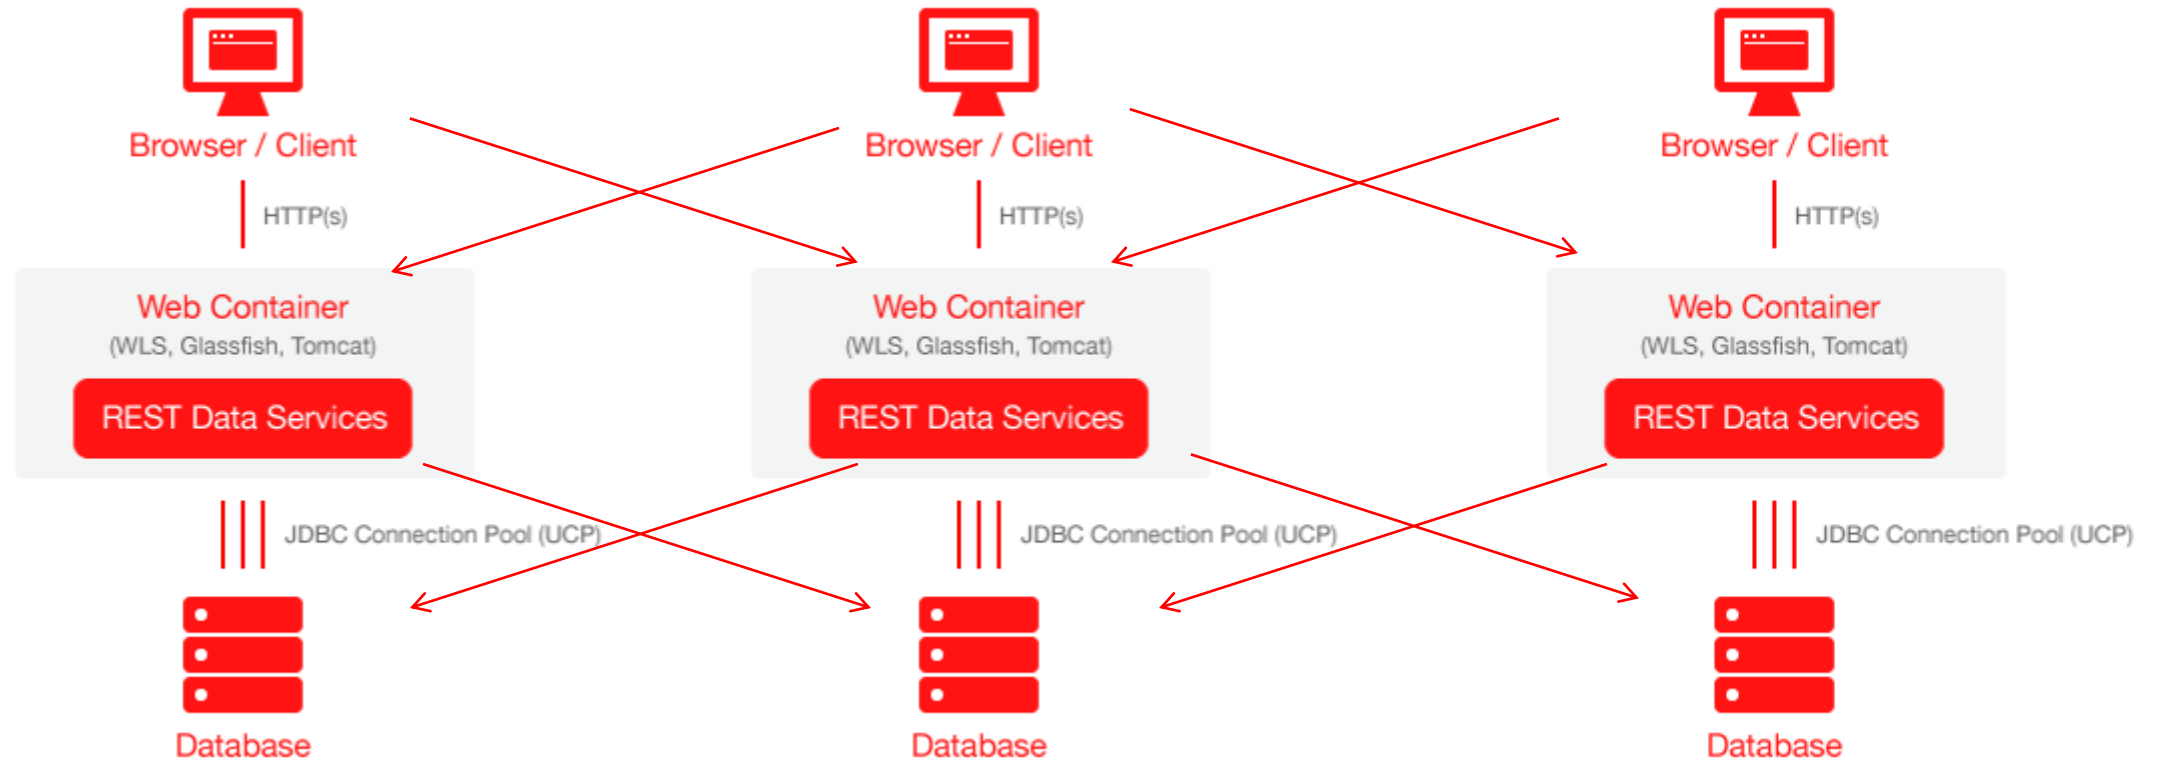 Browser / Client
Browser / Client
Browser / Client
HTTP(s)
HTTP(s)
HTTP(s)
Web Container
Web Container
Web Container
(WLS, Glassfish, Tomcat)
(WLS, Glassfish, Tomcat)
(WLS, Glassfish, Tomcat)
REST Data Services
REST Data Services
REST Data Services
JDBC Connection Pool (UCP)
JDBC Connection Pool (UCP)
JDBC Connection Pool (UCP)
Database
Database
Database